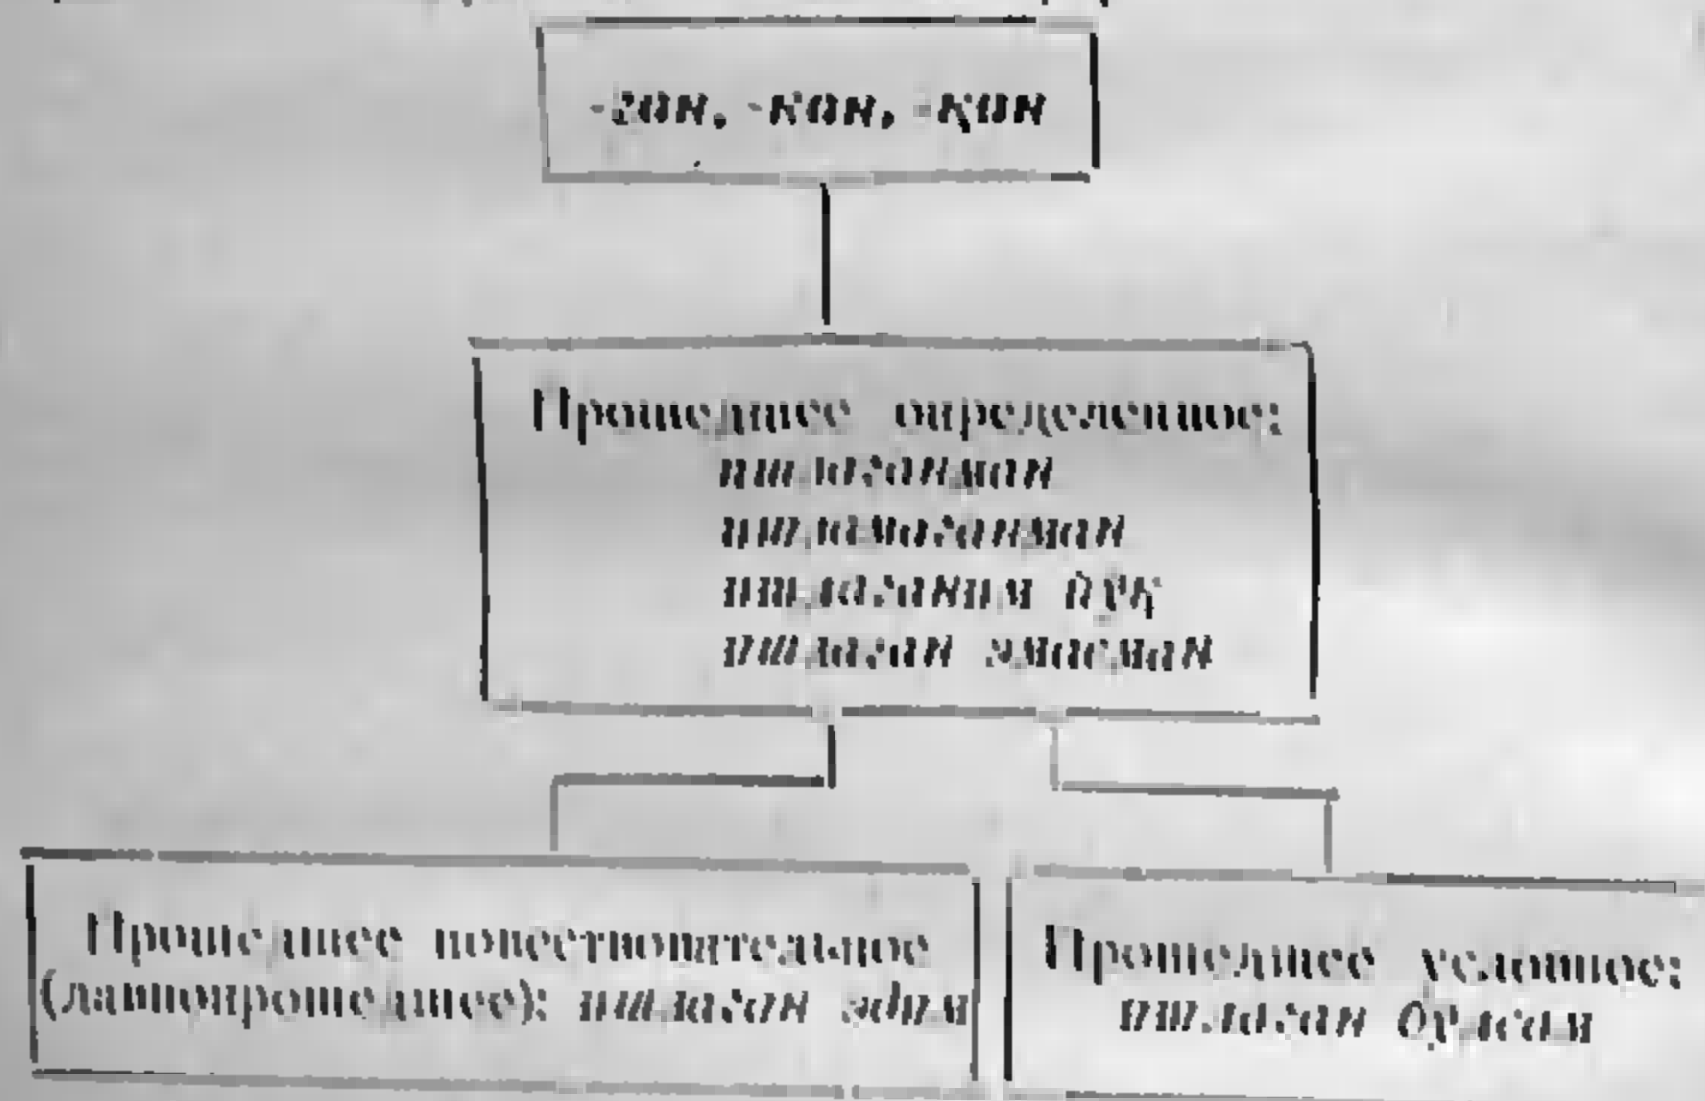 -ган, -кан, -қан
Прошедшее определенное:
ишлаганман
ишламаганман
ишлаганим йўқ
ишлаган эмасман
Прошедшее повествовательное
(давнопрошедшее): ишлаган эдим
Прошедшее условное:
ишлаган бўлсам